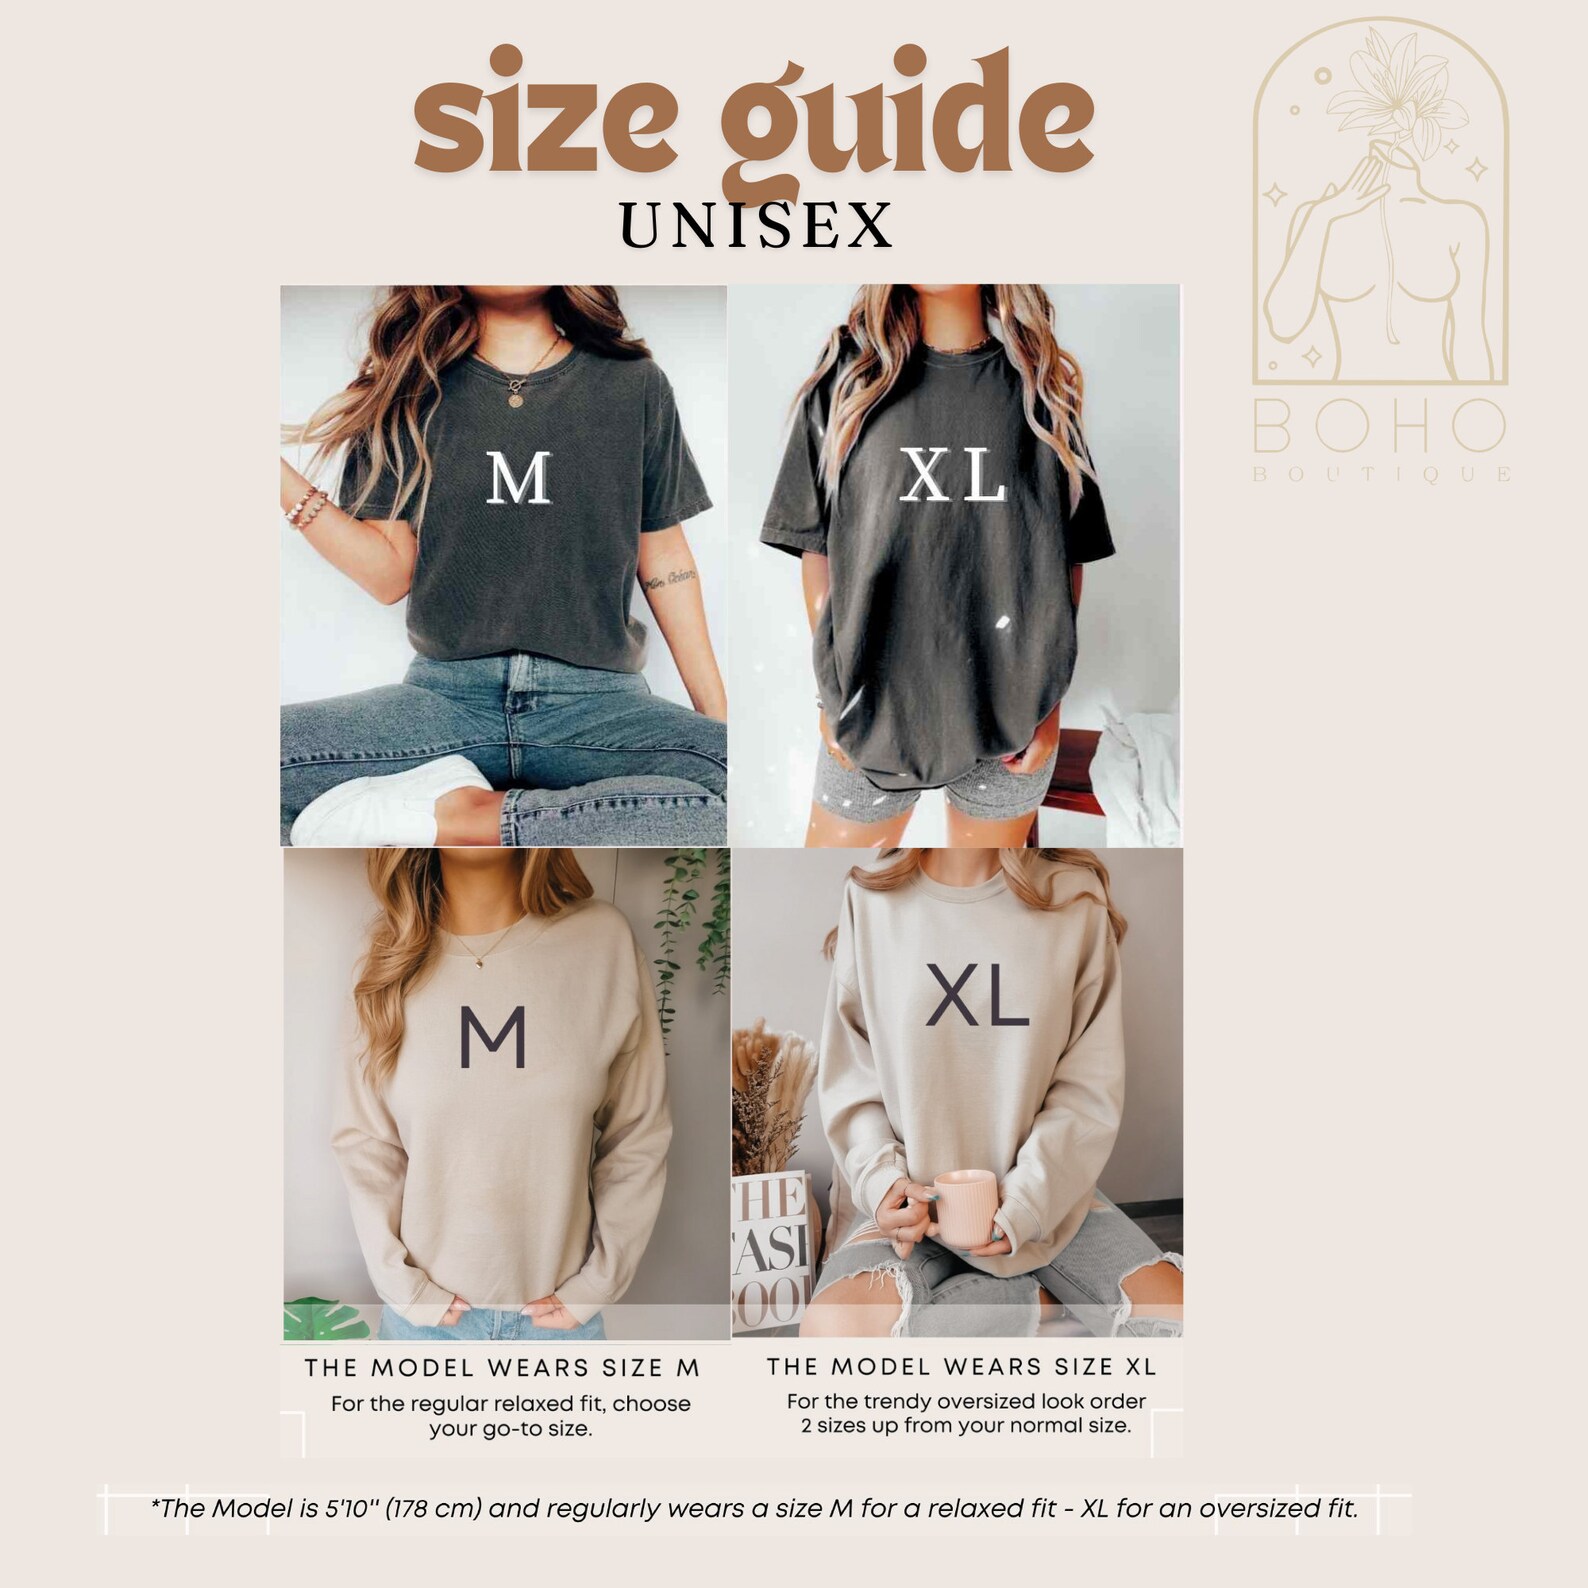 size guide
UNISEX
BOHO
BOUTIQUE
M
XL
M
XL
THE
FASH
BOOK
THE MODEL WEARS SIZE M
For the regular relaxed fit, choose
your go-to size.
THE MODEL WEARS SIZE XL
For the trendy oversized look order
2 sizes up from your normal size.
*The Model is 5'10" (178 cm) and regularly wears a size M for a relaxed fit - XL for an oversized fit.